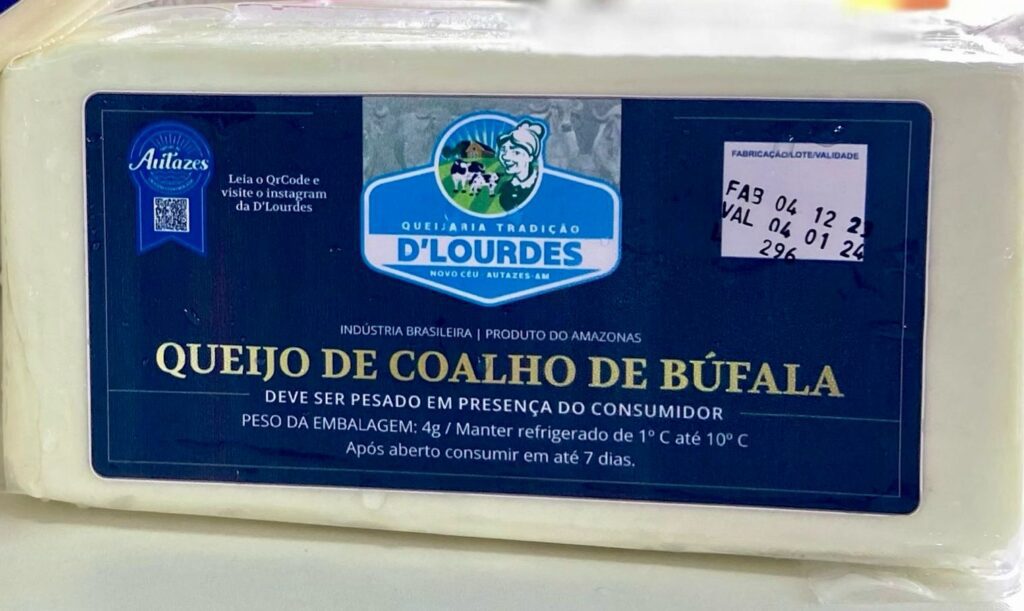 Autazes
Leia o QrCode e
visite o instagram
da D'Lourdes
QUEIJARIA TRADIÇÃO
D'LOURDES
NOVO CÉU - AUTAZES-AM
FABRICAÇÃO/LOTE/VALIDADE
FAB 04 12 23
VAL 04 01 24
296
INDÚSTRIA BRASILEIRA | PRODUTO DO AMAZONAS
QUEIJO DE COALHO DE BÚFALA
DEVE SER PESADO EM PRESENÇA DO CONSUMIDOR
PESO DA EMBALAGEM: 4g / Manter refrigerado de 1º C até 10º C
Após aberto consumir em até 7 dias.